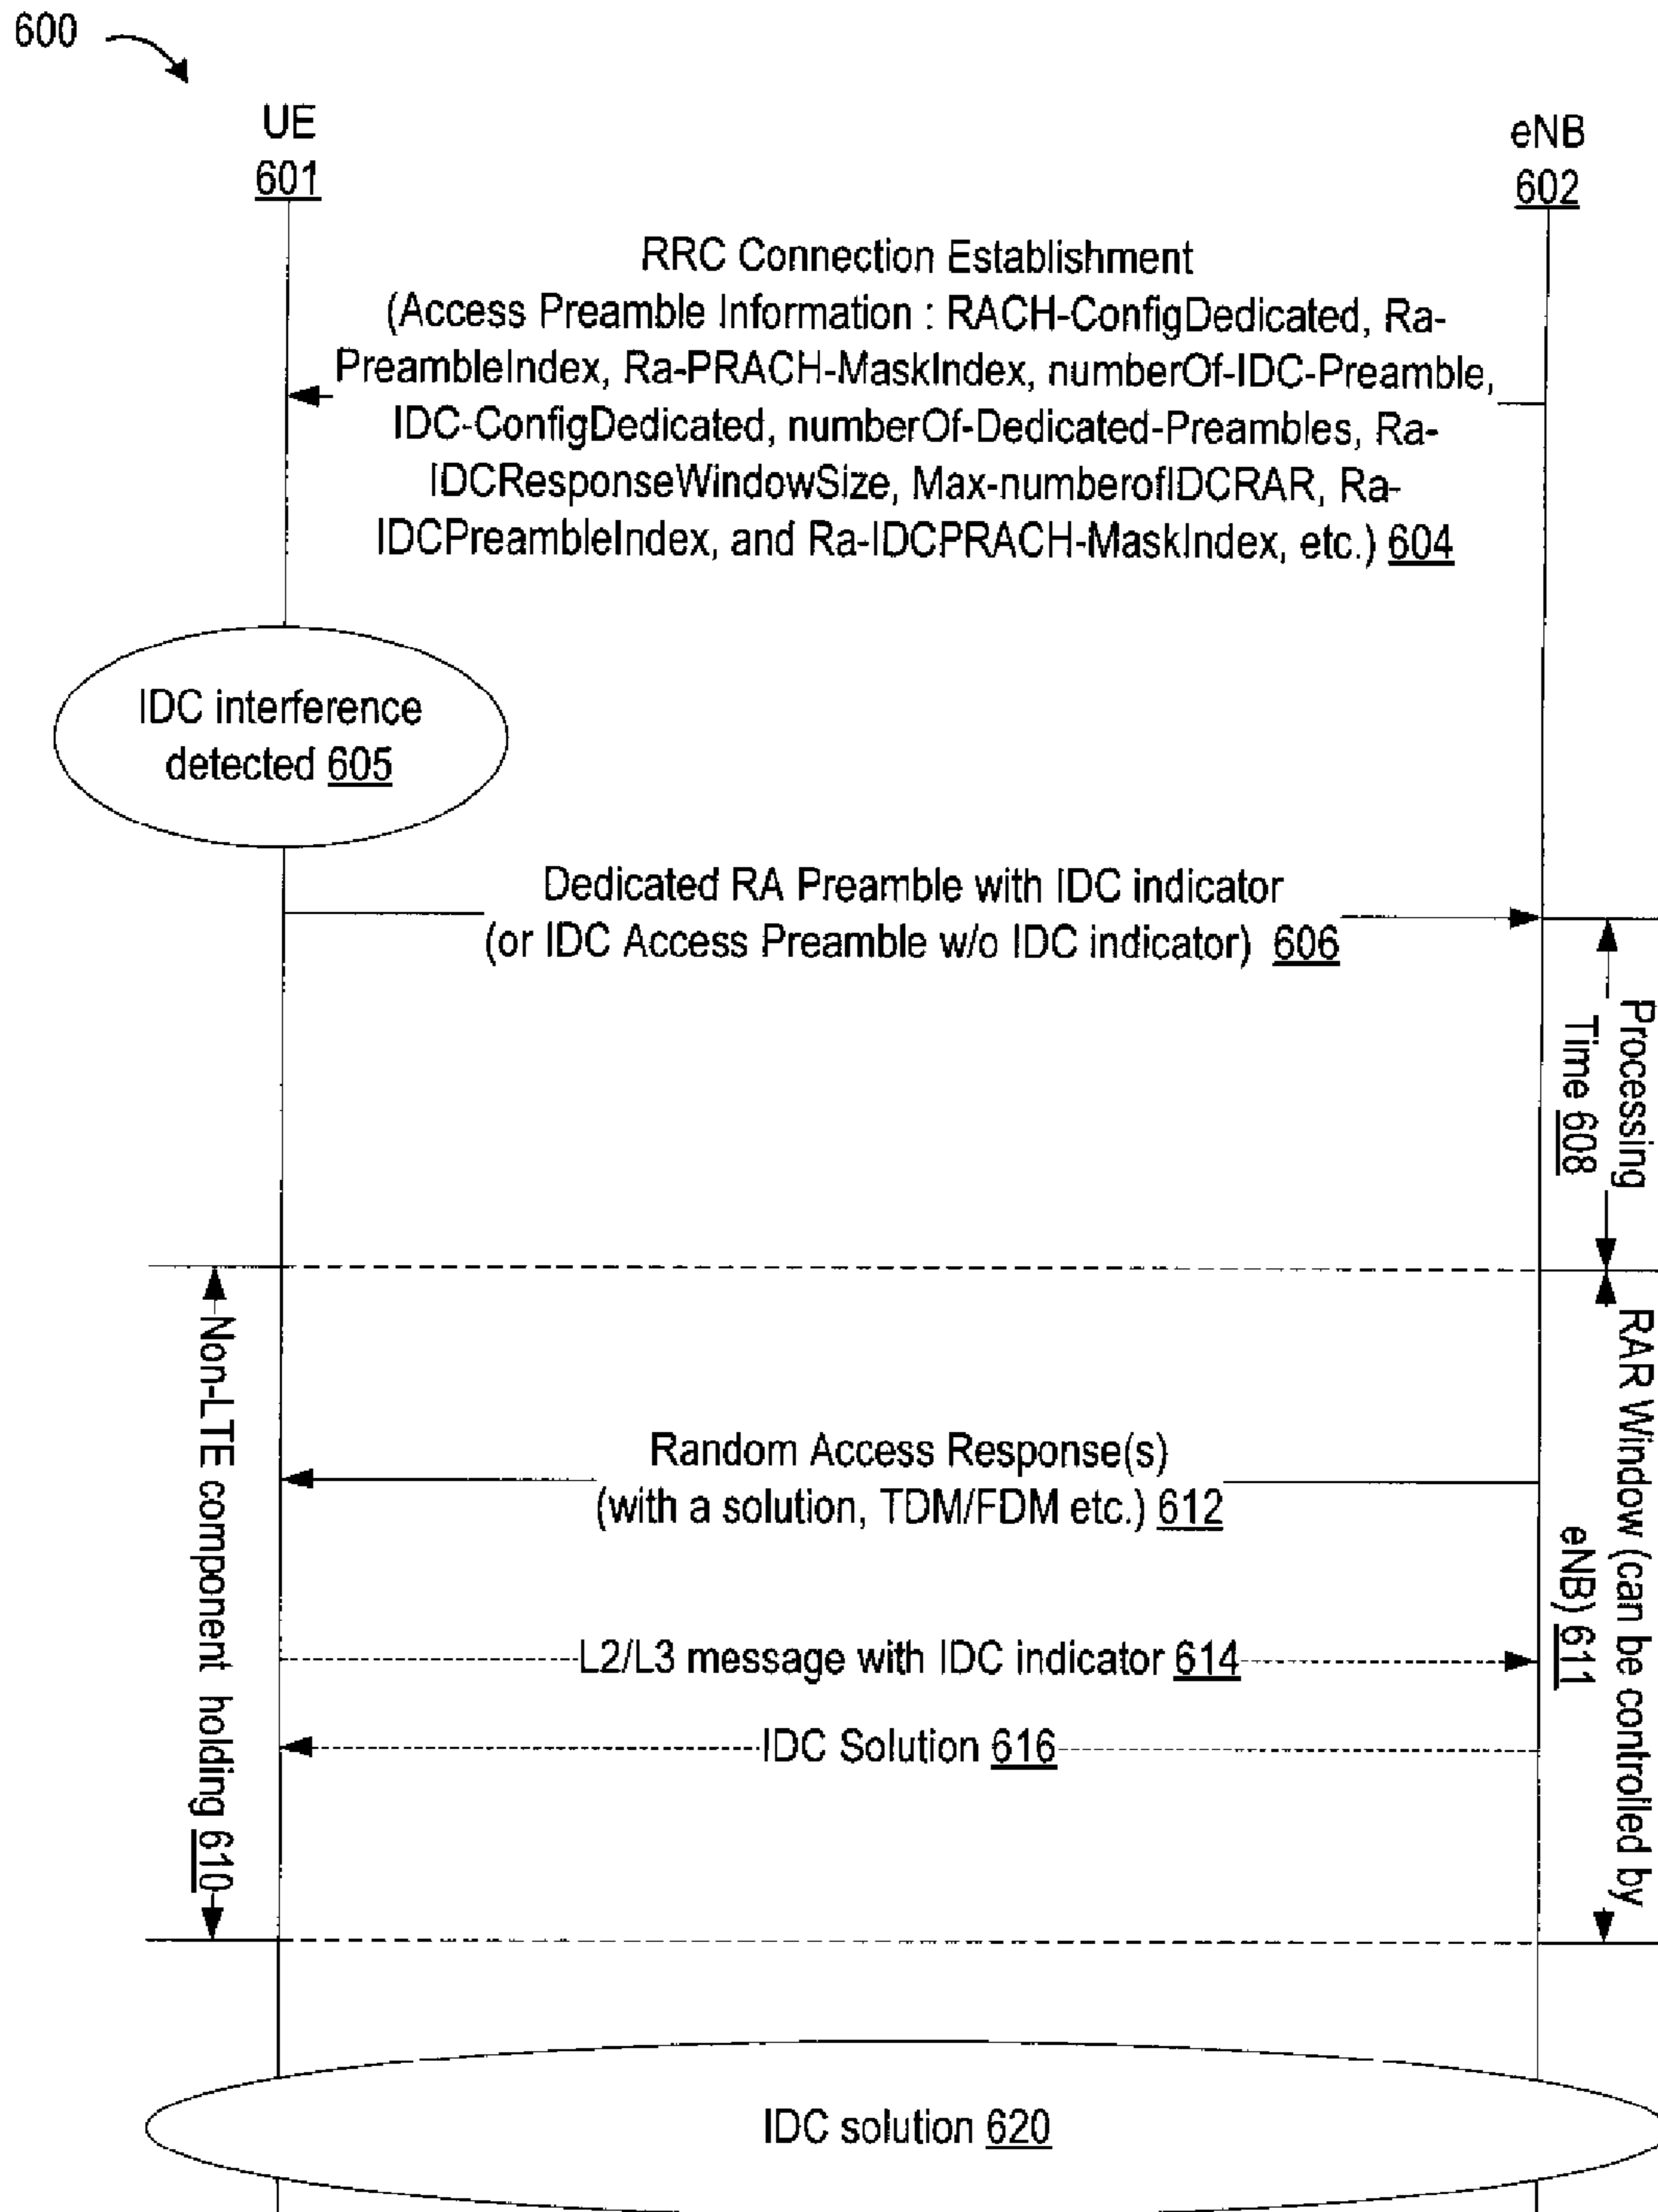 600
UE
601
eNB
602
RRC Connection Establishment
(Access Preamble Information : RACH-ConfigDedicated, Ra-
PreambleIndex, Ra-PRACH-MaskIndex, numberOf-IDC-Preamble,
IDC-ConfigDedicated, numberOf-Dedicated-Preambles, Ra-
IDCResponseWindowSize, Max-numberofIDCRAR, Ra-
IDCPreambleIndex, and Ra-IDCPRACH-MaskIndex, etc.) 604
IDC interference
detected 605
Dedicated RA Preamble with IDC indicator
(or IDC Access Preamble w/o IDC indicator) 606
Processing
Time 608
Non-LTE component holding 610
RAR Window (can be controlled by
eNB) 611
Random Access Response(s)
(with a solution, TDM/FDM etc.) 612
L2/L3 message with IDC indicator 614
IDC Solution 616
IDC solution 620